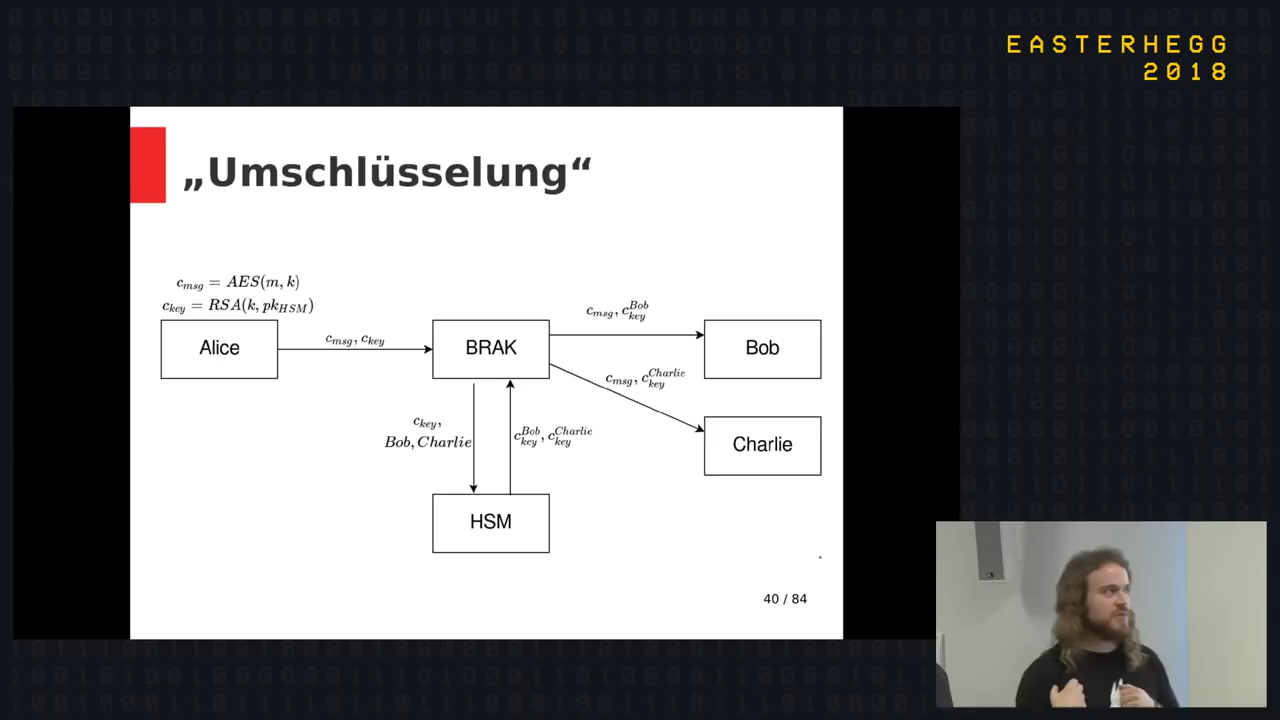 EASTERHEGG
2018
„Umschlüsselung“
c_msg = AES(m, k)
c_key = RSA(k, pk_HSM)
Alice
c_msg, c_key
BRAK
c_msg, c_key^Bob
Bob
c_msg, c_key^Charlie
Charlie
c_key,
Bob, Charlie
c_key^Bob, c_key^Charlie
HSM
40 / 84